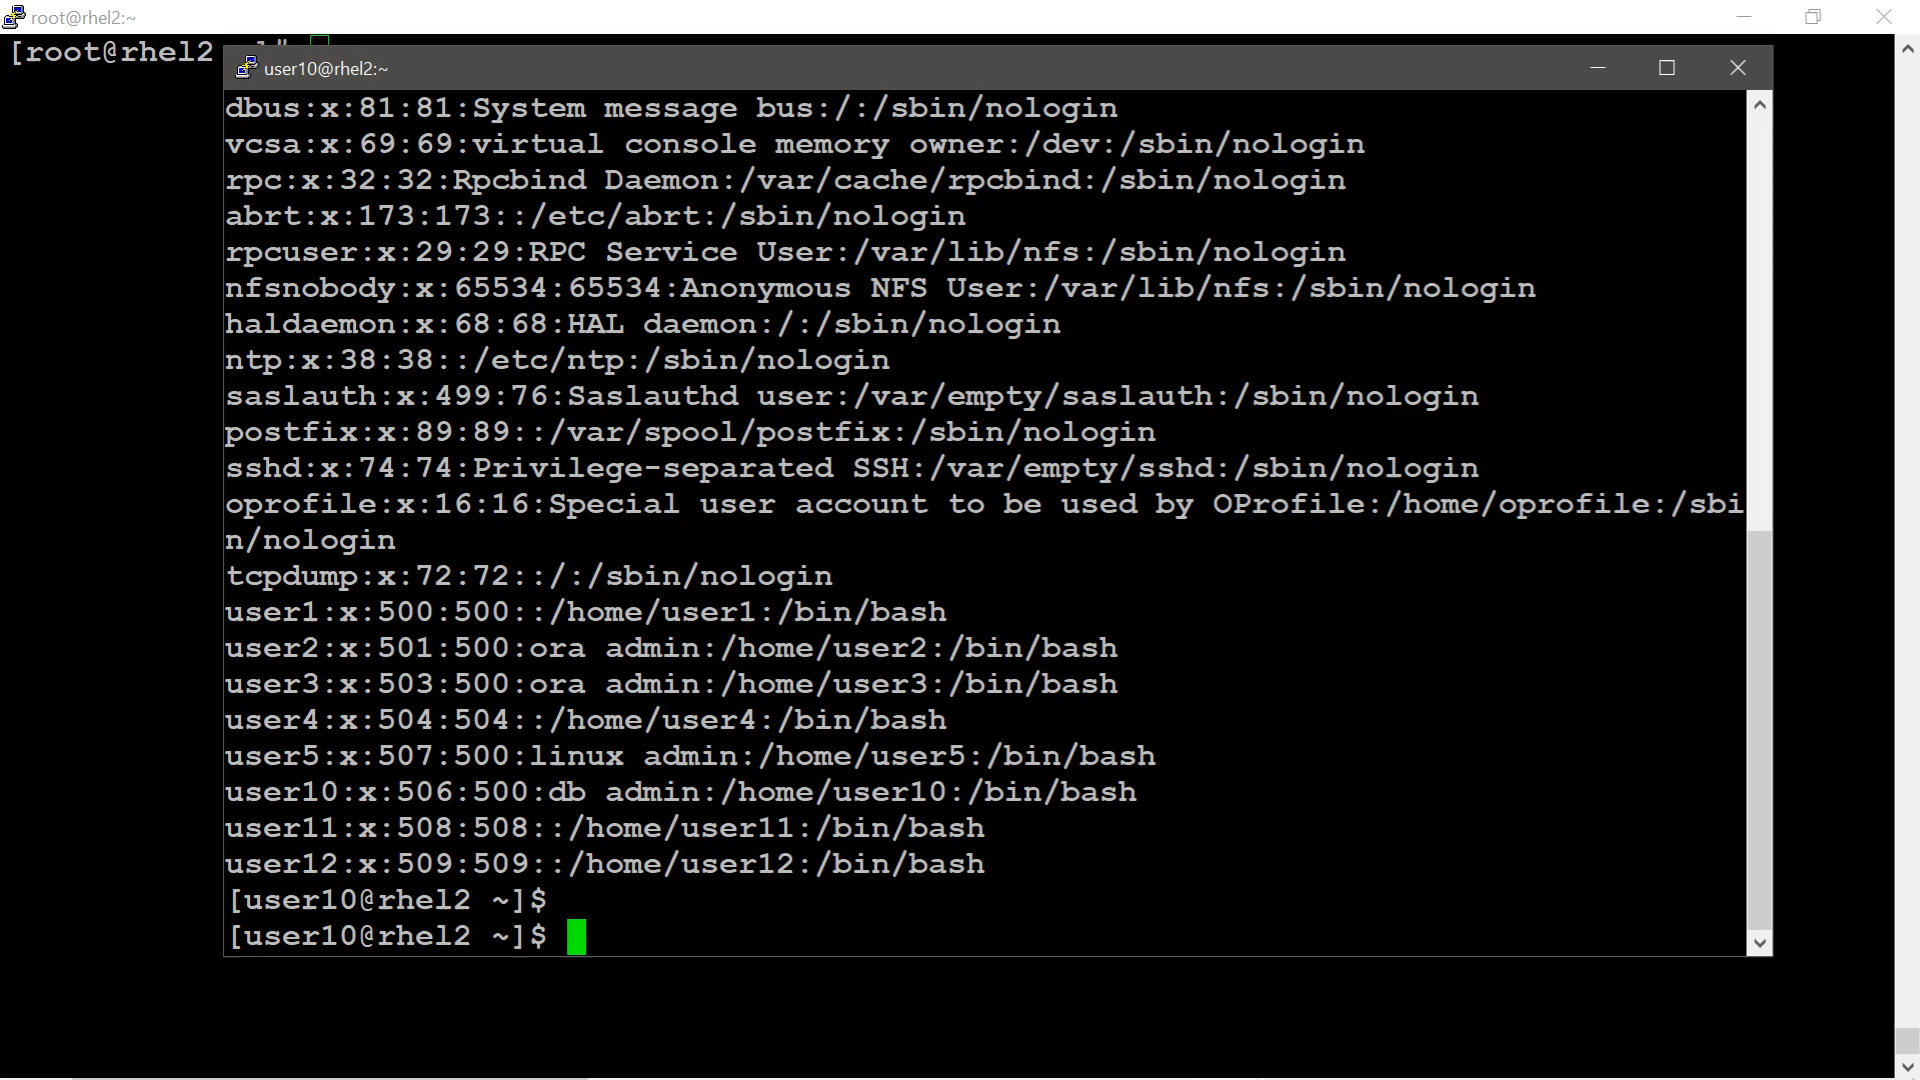 root@rhel2:~
[root@rhel2
user10@rhel2:~
dbus:x:81:81:System message bus:/:/sbin/nologin
vcsa:x:69:69:virtual console memory owner:/dev:/sbin/nologin
rpc:x:32:32:Rpcbind Daemon:/var/cache/rpcbind:/sbin/nologin
abrt:x:173:173::/etc/abrt:/sbin/nologin
rpcuser:x:29:29:RPC Service User:/var/lib/nfs:/sbin/nologin
nfsnobody:x:65534:65534:Anonymous NFS User:/var/lib/nfs:/sbin/nologin
haldaemon:x:68:68:HAL daemon:/:/sbin/nologin
ntp:x:38:38::/etc/ntp:/sbin/nologin
saslauth:x:499:76:Saslauthd user:/var/empty/saslauth:/sbin/nologin
postfix:x:89:89::/var/spool/postfix:/sbin/nologin
sshd:x:74:74:Privilege-separated SSH:/var/empty/sshd:/sbin/nologin
oprofile:x:16:16:Special user account to be used by OProfile:/home/oprofile:/sbi
n/nologin
tcpdump:x:72:72::/:/sbin/nologin
user1:x:500:500::/home/user1:/bin/bash
user2:x:501:500:ora admin:/home/user2:/bin/bash
user3:x:503:500:ora admin:/home/user3:/bin/bash
user4:x:504:504::/home/user4:/bin/bash
user5:x:507:500:linux admin:/home/user5:/bin/bash
user10:x:506:500:db admin:/home/user10:/bin/bash
user11:x:508:508::/home/user11:/bin/bash
user12:x:509:509::/home/user12:/bin/bash
[user10@rhel2 ~]$
[user10@rhel2 ~]$